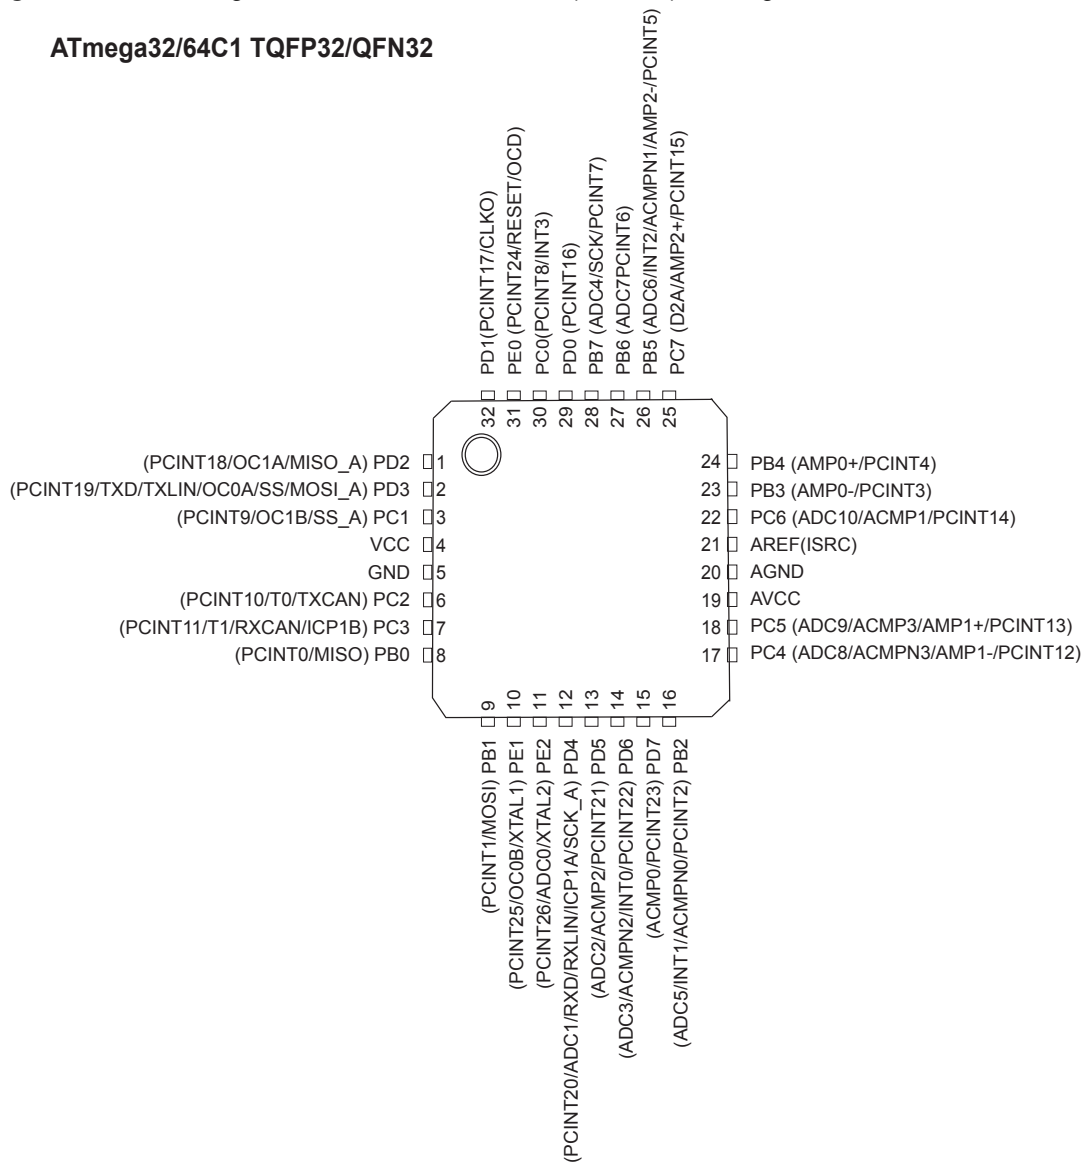 ATmega32/64C1 TQFP32/QFN32
PD1(PCINT17/CLKO)
PE0 (PCINT24/RESET/OCD)
PC0(PCINT8/INT3)
PD0 (PCINT16)
PB7 (ADC4/SCK/PCINT7)
PB6 (ADC7PCINT6)
PB5 (ADC6/INT2/ACMPN1/AMP2-/PCINT5)
PC7 (D2A/AMP2+/PCINT15)
32 31 30 29 28 27 26 25
(PCINT18/OC1A/MISO_A) PD2 1
(PCINT19/TXD/TXLIN/OC0A/SS/MOSI_A) PD3 2
(PCINT9/OC1B/SS_A) PC1 3
VCC 4
GND 5
(PCINT10/T0/TXCAN) PC2 6
(PCINT11/T1/RXCAN/ICP1B) PC3 7
(PCINT0/MISO) PB0 8
24 PB4 (AMP0+/PCINT4)
23 PB3 (AMP0-/PCINT3)
22 PC6 (ADC10/ACMP1/PCINT14)
21 AREF(ISRC)
20 AGND
19 AVCC
18 PC5 (ADC9/ACMP3/AMP1+/PCINT13)
17 PC4 (ADC8/ACMPN3/AMP1-/PCINT12)
9 10 11 12 13 14 15 16
(PCINT1/MOSI) PB1
(PCINT25/OC0B/XTAL1) PE1
(PCINT26/ADC0/XTAL2) PE2
(PCINT20/ADC1/RXD/RXLIN/ICP1A/SCK_A) PD4
(ADC2/ACMP2/PCINT21) PD5
(ADC3/ACMPN2/INT0/PCINT22) PD6
(ACMP0/PCINT23) PD7
(ADC5/INT1/ACMPN0/PCINT2) PB2